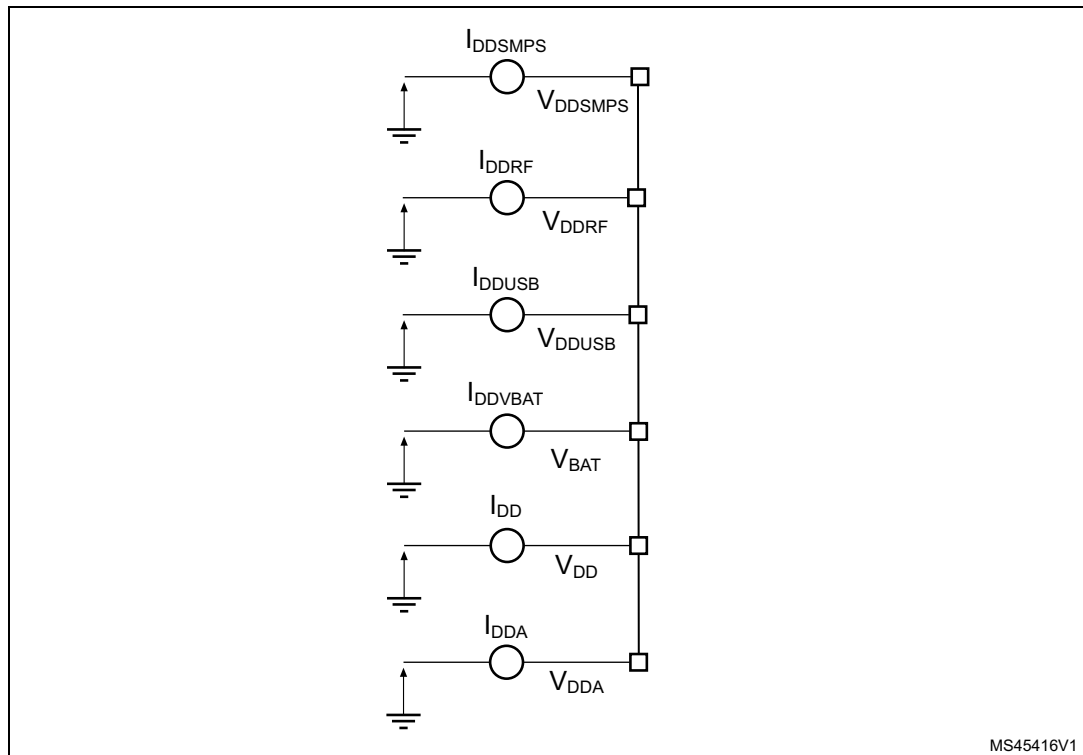 IDDSMPS
VDDSMPS
IDDRF
VDDRF
IDDUSB
VDDUSB
IDDVBAT
VBAT
IDD
VDD
IDDA
VDDA
MS45416V1